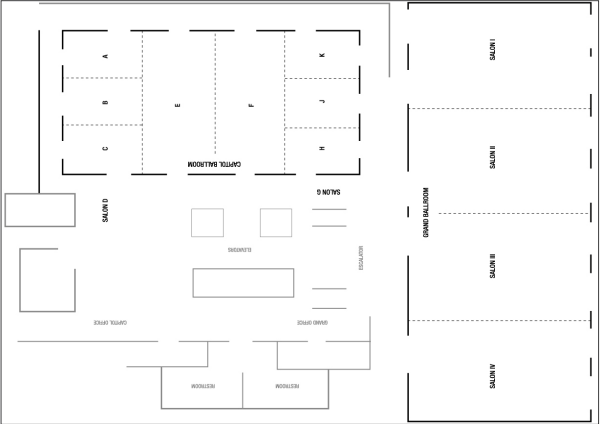 A
K
SALON I
B
E
F
J
C
H
SALON II
CAPITOL BALLROOM
SALON G
SALON D
GRAND BALLROOM
ELEVATORS
ESCALATOR
SALON III
CAPITOL OFFICE
GRAND OFFICE
SALON IV
RESTROOM
RESTROOM